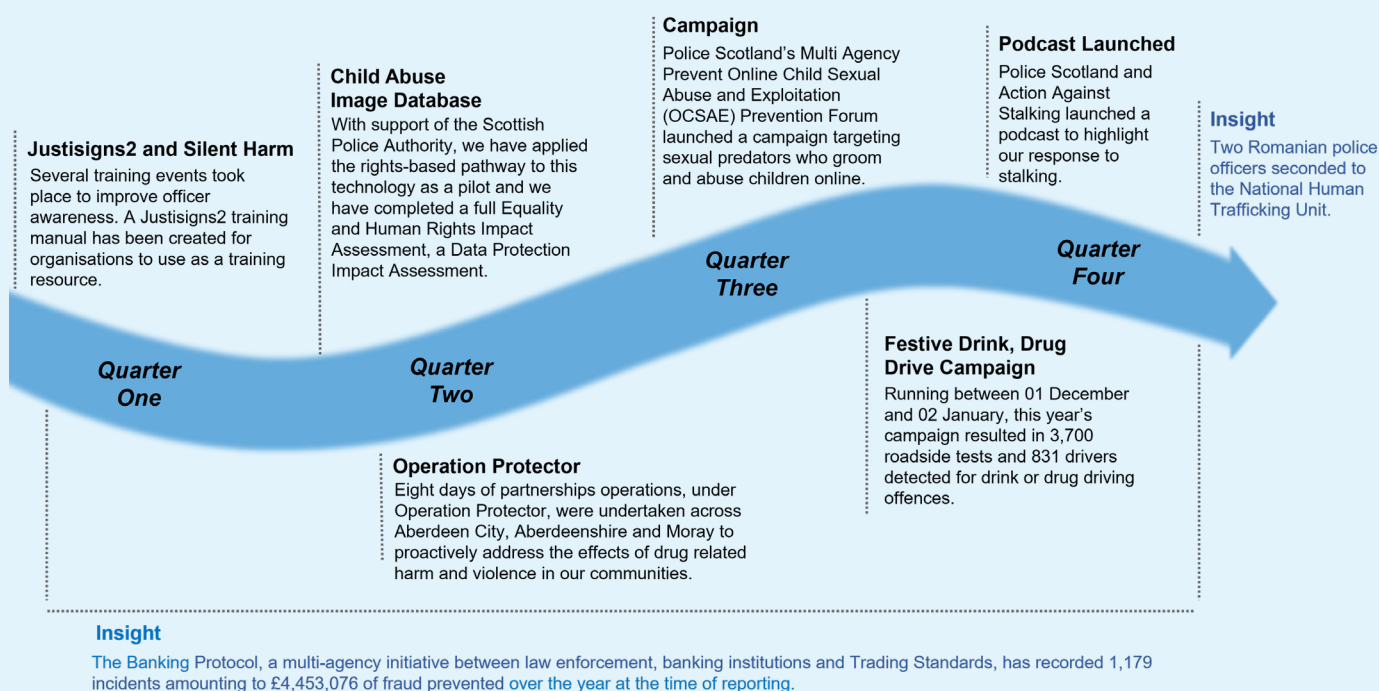 Justisigns2 and Silent Harm
Several training events took
place to improve officer
awareness. A Justisigns2 training
manual has been created for
organisations to use as a training
resource.
Child Abuse
Image Database
With support of the Scottish
Police Authority, we have applied
the rights-based pathway to this
technology as a pilot and we
have completed a full Equality
and Human Rights Impact
Assessment, a Data Protection
Impact Assessment.
Campaign
Police Scotland's Multi Agency
Prevent Online Child Sexual
Abuse and Exploitation
(OCSAE) Prevention Forum
launched a campaign targeting
sexual predators who groom
and abuse children online.
Podcast Launched
Police Scotland and
Action Against
Stalking launched a
podcast to highlight
our response to
stalking.
Insight
Two Romanian police
officers seconded to
the National Human
Trafficking Unit.
Quarter
One
Quarter
Two
Quarter
Three
Quarter
Four
Operation Protector
Eight days of partnerships operations, under
Operation Protector, were undertaken across
Aberdeen City, Aberdeenshire and Moray to
proactively address the effects of drug related
harm and violence in our communities.
Festive Drink, Drug
Drive Campaign
Running between 01 December
and 02 January, this year's
campaign resulted in 3,700
roadside tests and 831 drivers
detected for drink or drug driving
offences.
Insight
The Banking Protocol, a multi-agency initiative between law enforcement, banking institutions and Trading Standards, has recorded 1,179
incidents amounting to £4,453,076 of fraud prevented over the year at the time of reporting.